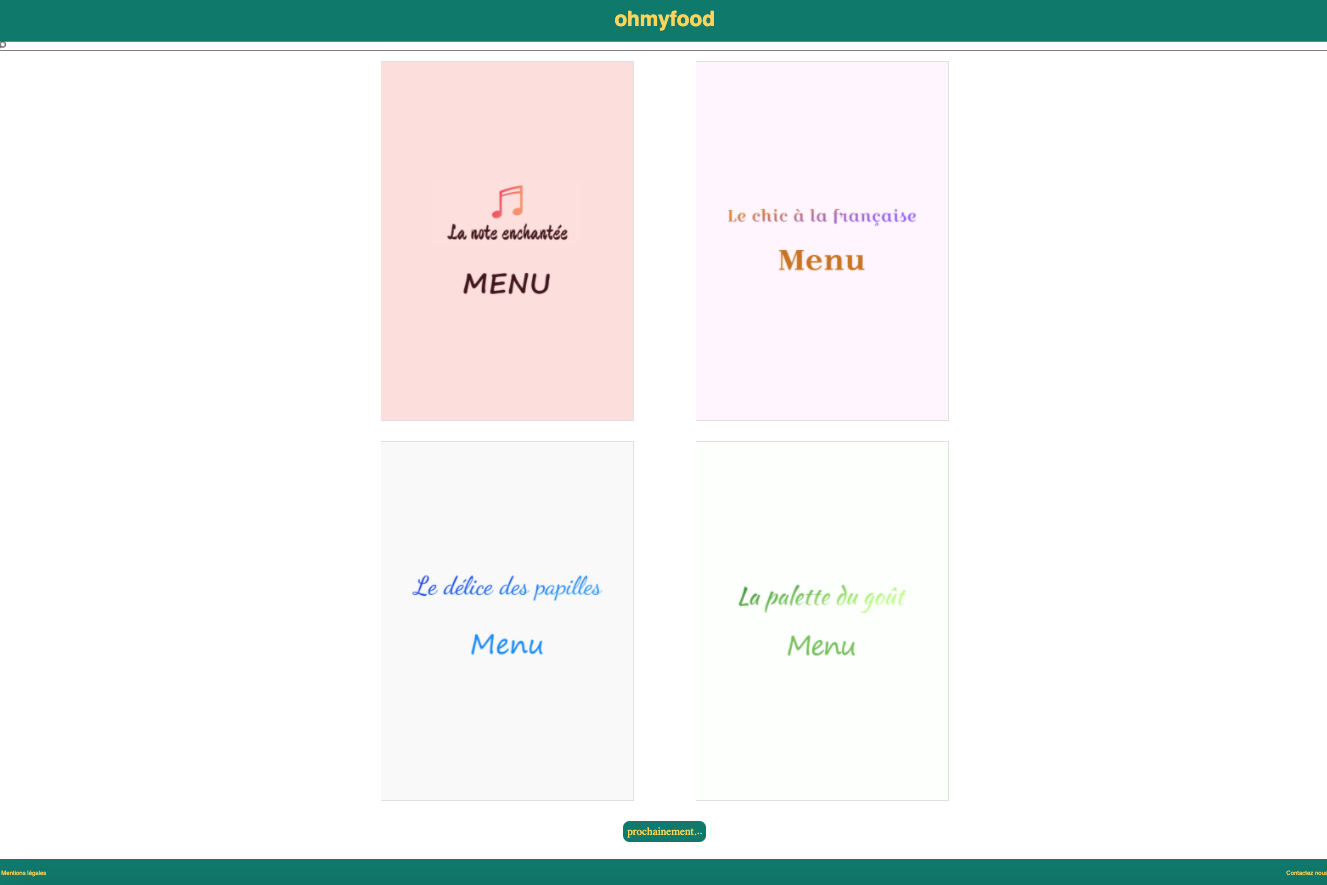 ohmyfood
La note enchantée
MENU
Le chic à la française
Menu
Le délice des papilles
Menu
La palette du goût
Menu
prochainement...
Mentions légales
Contactez nous